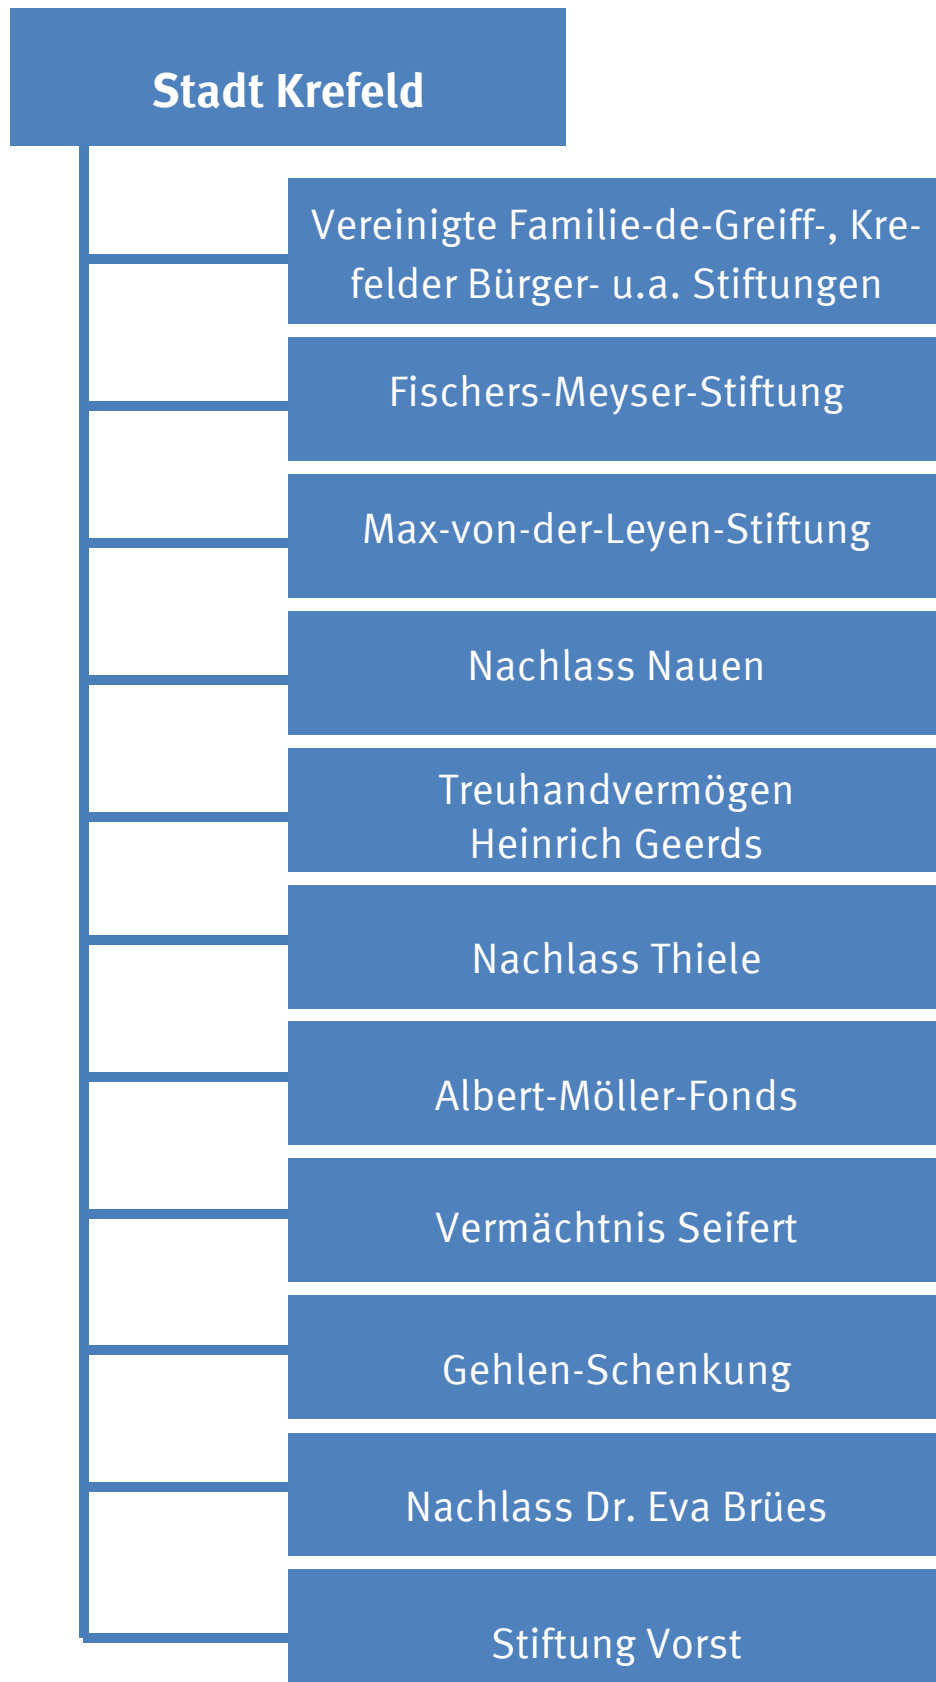 Stadt Krefeld
Vereinigte Familie-de-Greiff-, Kre-
felder Bürger- u.a. Stiftungen
Fischers-Meyser-Stiftung
Max-von-der-Leyen-Stiftung
Nachlass Nauen
Treuhandvermögen
Heinrich Geerds
Nachlass Thiele
Albert-Möller-Fonds
Vermächtnis Seifert
Gehlen-Schenkung
Nachlass Dr. Eva Brües
Stiftung Vorst